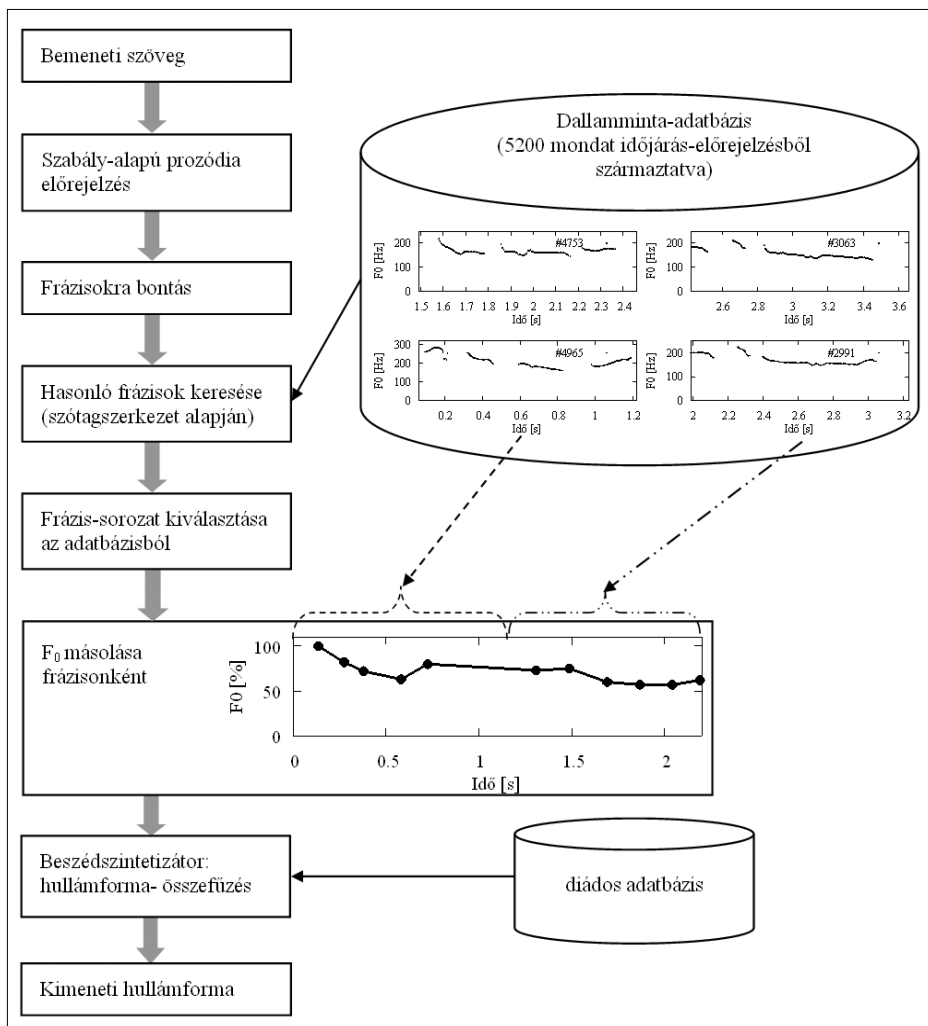 Bemeneti szöveg
Szabály-alapú prozódia
előrejelzés
Frázisokra bontás
Hasonló frázisok keresése
(szótagszerkezet alapján)
Frázis-sorozat kiválasztása
az adatbázisból
Dallamminta-adatbázis
(5200 mondat időjárás-előrejelzésből
származtatva)
F0 [Hz]
200
100
0
#4753
1.5 1.6 1.7 1.8 1.9 2 2.1 2.2 2.3 2.4
Idő [s]
F0 [Hz]
200
100
0
#3063
2.6 2.8 3 3.2 3.4 3.6
Idő [s]
F0 [Hz]
300
200
100
0
#4965
0.2 0.4 0.6 0.8 1 1.2
Idő [s]
F0 [Hz]
200
100
0
#2991
2 2.2 2.4 2.6 2.8 3 3.2
Idő [s]
F0 másolása
frázisonként
F0 [%]
100
50
0
0 0.5 1 1.5 2
Idő [s]
Beszédszintetizátor:
hullámforma- összefűzés
diádos adatbázis
Kimeneti hullámforma